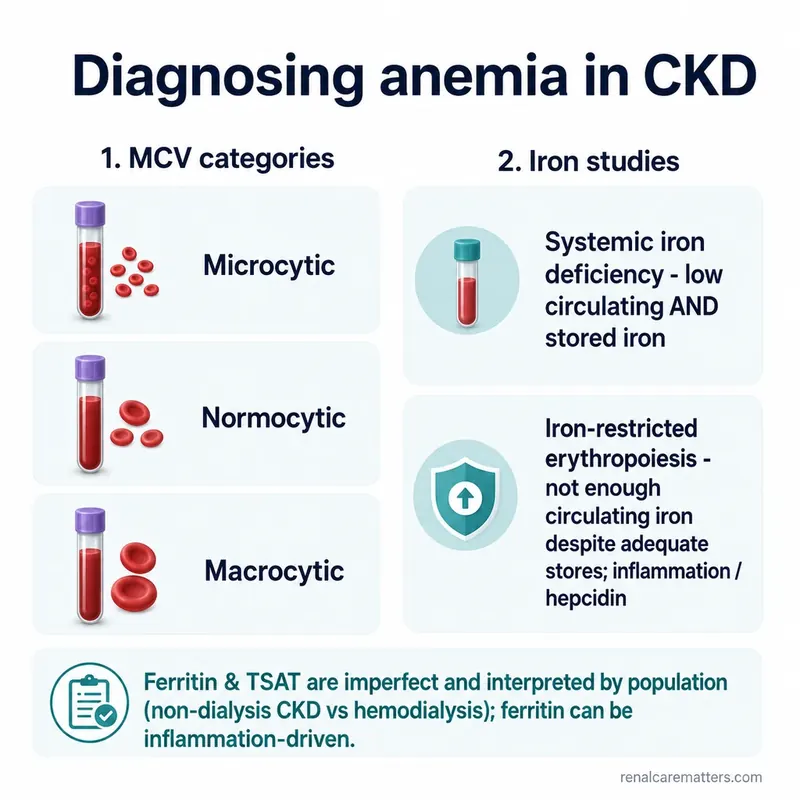 Diagnosing anemia in CKD
1. MCV categories
Microcytic
Normocytic
Macrocytic
2. Iron studies
Systemic iron
deficiency - low
circulating AND
stored iron
Iron-restricted
erythropoiesis -
not enough
circulating iron
despite adequate
stores; inflammation /
hepcidin
Ferritin & TSAT are imperfect and interpreted by population
(non-dialysis CKD vs hemodialysis); ferritin can be
inflammation-driven.
renalcarematters.com